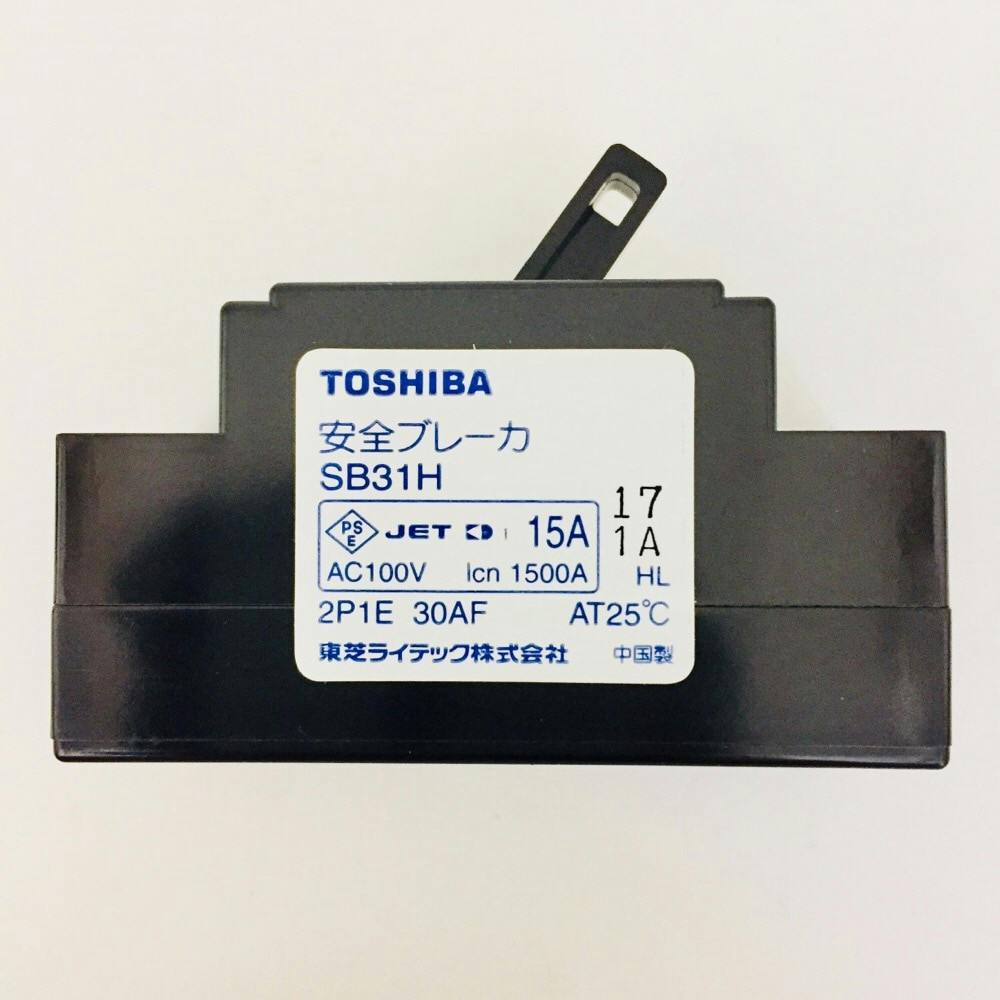 TOSHIBA
安全ブレーカ
SB31H
PS
E
JET 15A
17
1A
AC100V Icn 1500A
HL
2P1E 30AF AT25℃
東芝ライテック株式会社 中国製